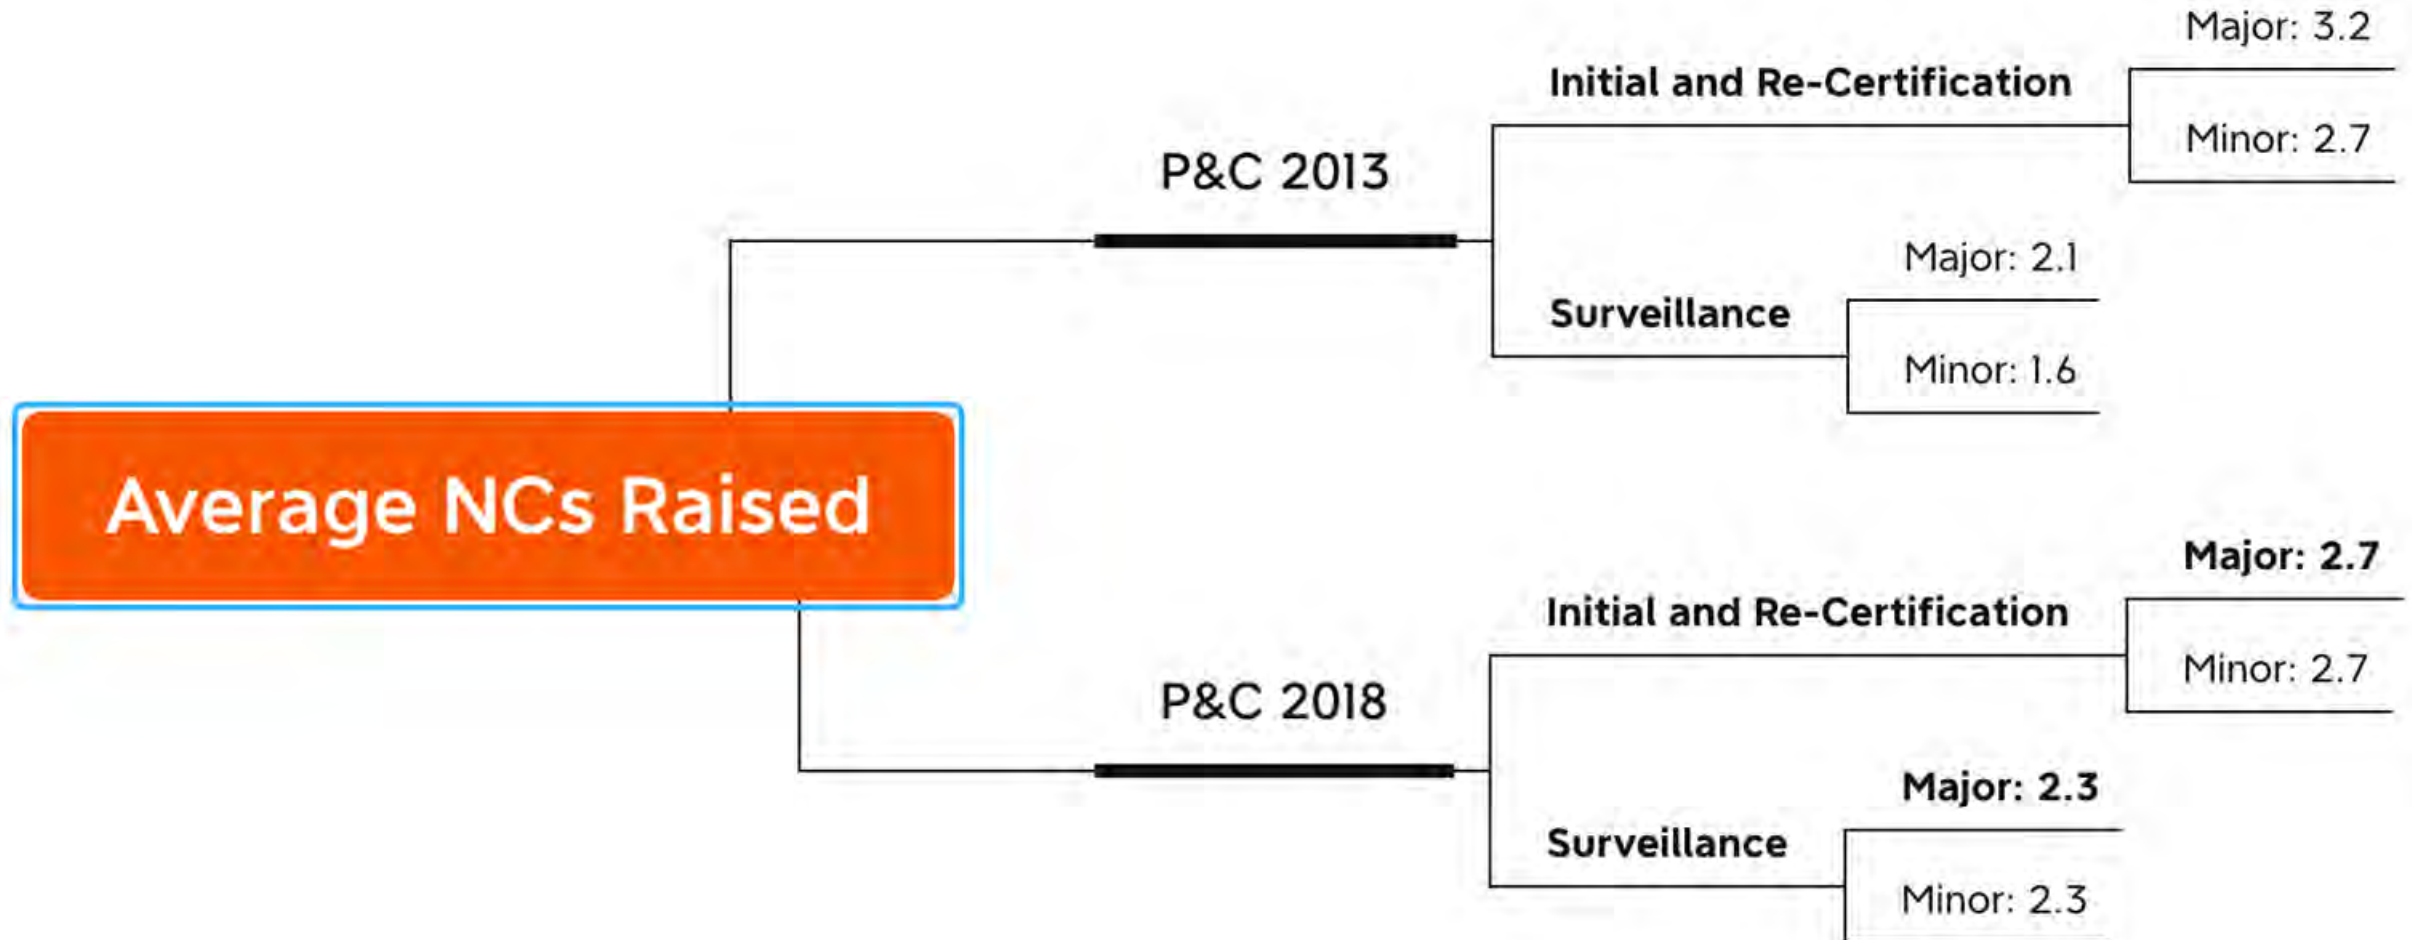 Average NCs Raised
P&C 2013
Initial and Re-Certification
Major: 3.2
Minor: 2.7
Surveillance
Major: 2.1
Minor: 1.6
P&C 2018
Initial and Re-Certification
Major: 2.7
Minor: 2.7
Surveillance
Major: 2.3
Minor: 2.3